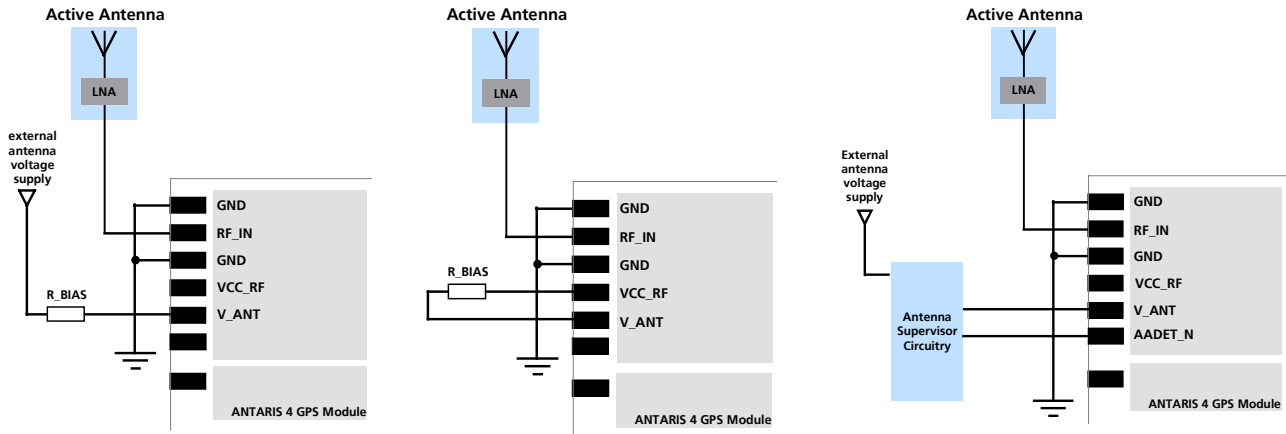 Active Antenna
LNA
external
antenna
voltage
supply
R_BIAS
GND
RF_IN
GND
VCC_RF
V_ANT
ANTARIS 4 GPS Module
Active Antenna
LNA
R_BIAS
GND
RF_IN
GND
VCC_RF
V_ANT
ANTARIS 4 GPS Module
Active Antenna
LNA
External
antenna
voltage
supply
Antenna
Supervisor
Circuitry
GND
RF_IN
GND
VCC_RF
V_ANT
AADET_N
ANTARIS 4 GPS Module